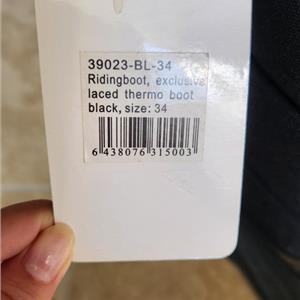 39023-BL-34
Ridingboot, exclusive
laced thermo boot
black, size: 34
6 438076 315003